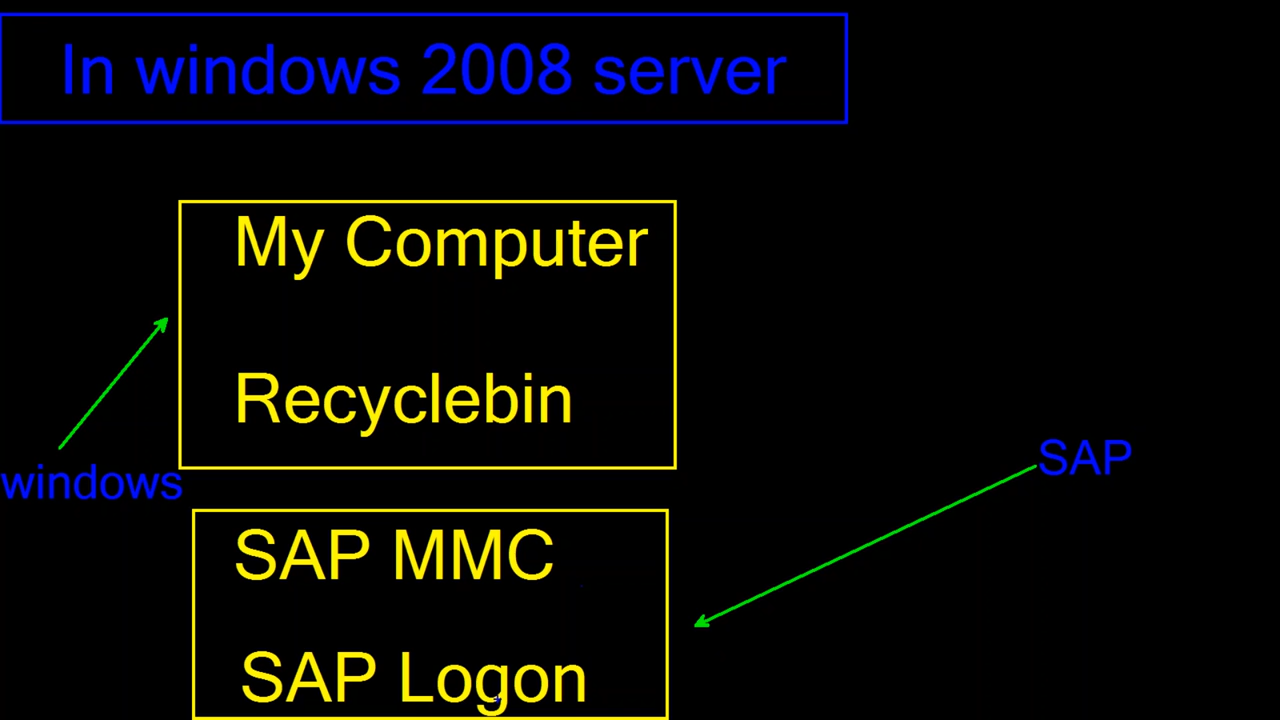 In windows 2008 server
My Computer
Recyclebin
windows
SAP
SAP MMC
SAP Logon